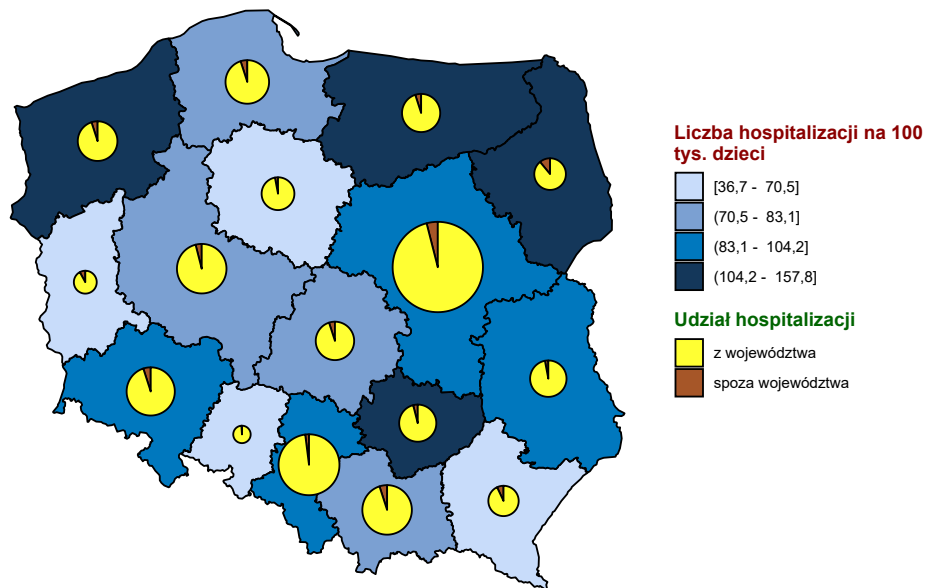 Liczba hospitalizacji na 100
tys. dzieci
[36,7 - 70,5]
(70,5 - 83,1]
(83,1 - 104,2]
(104,2 - 157,8]
Udział hospitalizacji
z województwa
spoza województwa